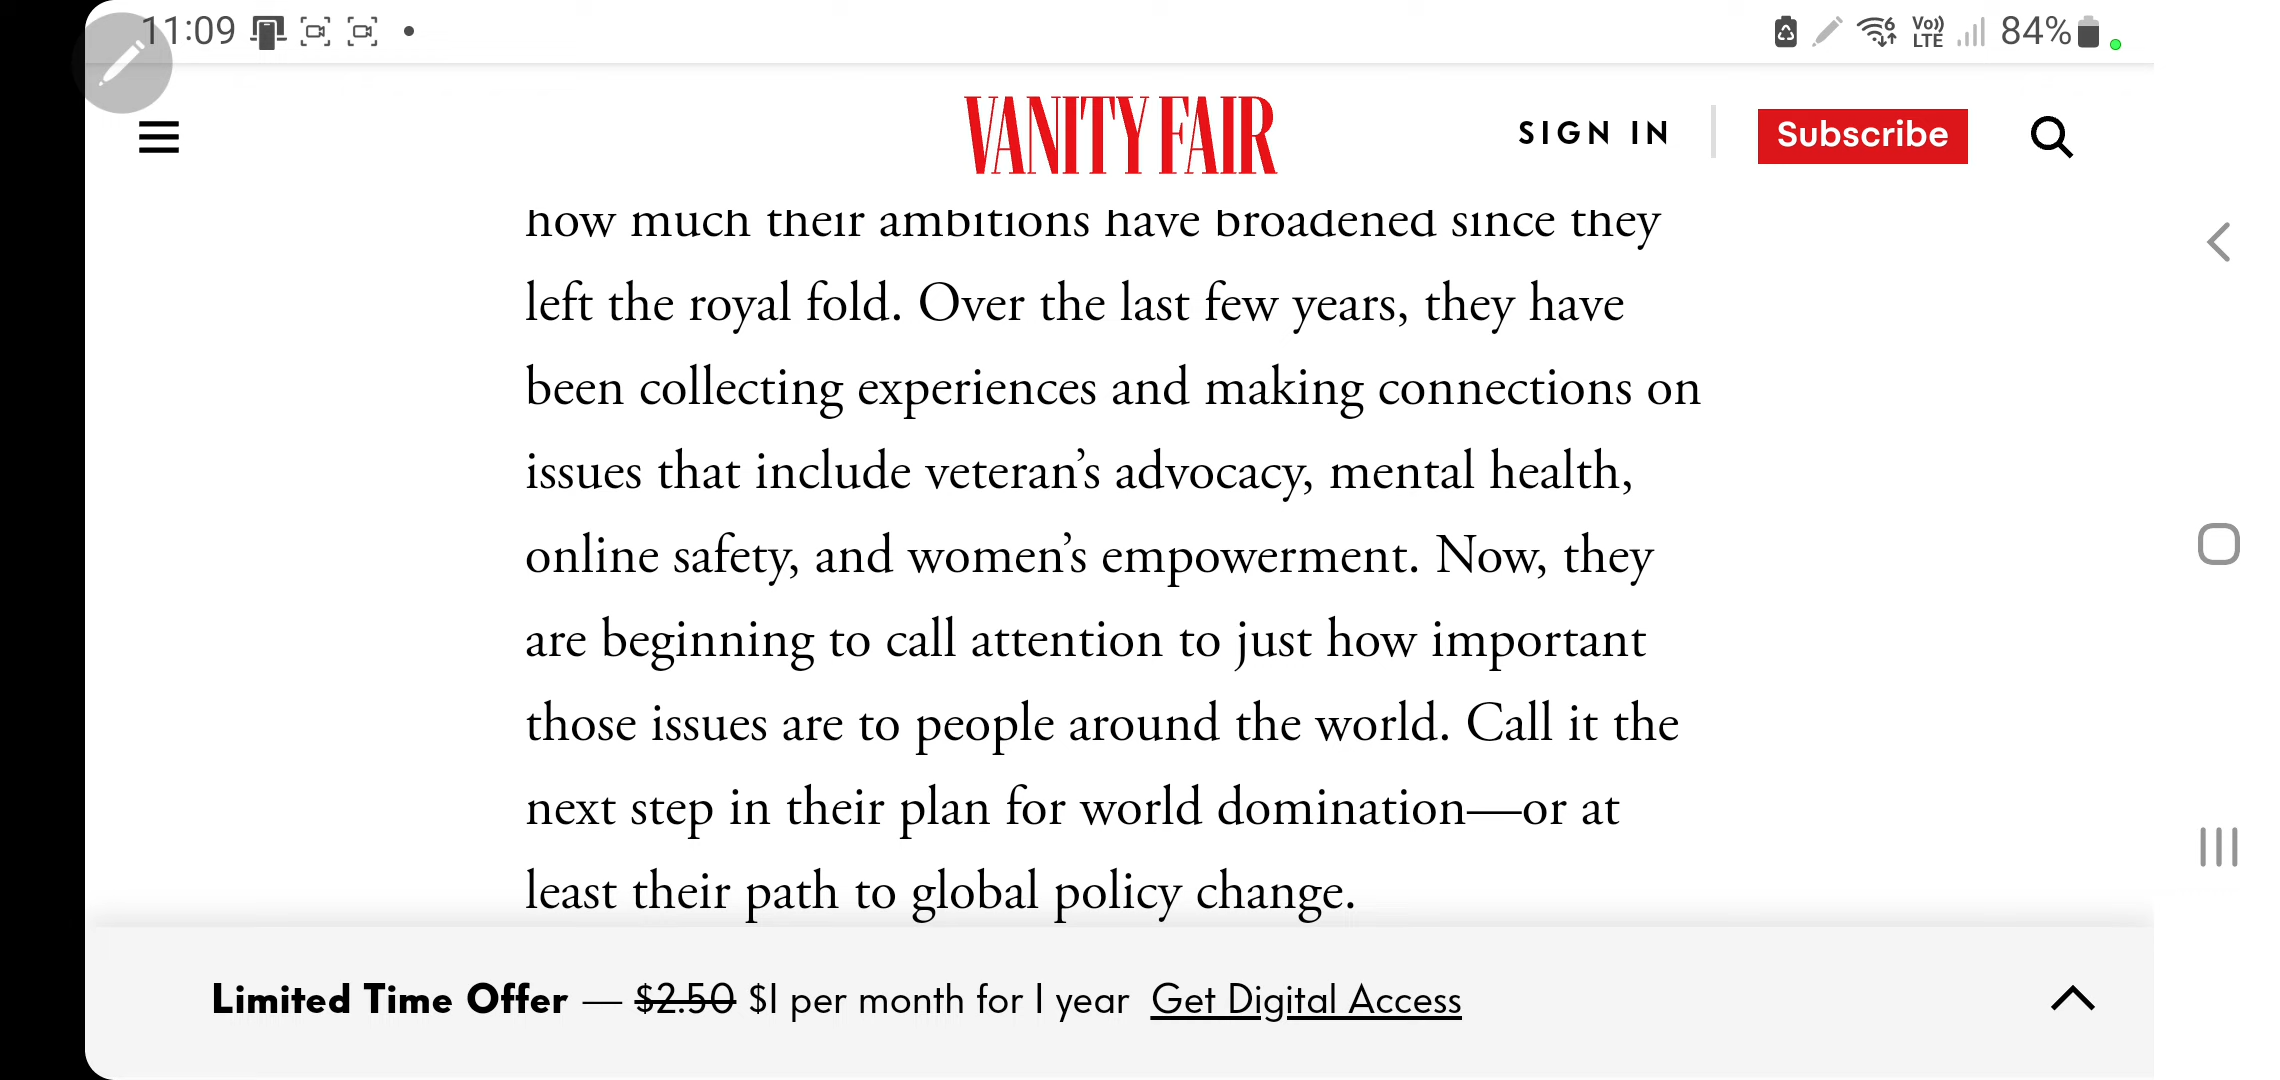 11:09
Vo)) LTE 84%
VANITY FAIR
SIGN IN
Subscribe
how much their ambitions have broadened since they
left the royal fold. Over the last few years, they have
been collecting experiences and making connections on
issues that include veteran’s advocacy, mental health,
online safety, and women’s empowerment. Now, they
are beginning to call attention to just how important
those issues are to people around the world. Call it the
next step in their plan for world domination—or at
least their path to global policy change.
Limited Time Offer — $2.50 $1 per month for 1 year Get Digital Access